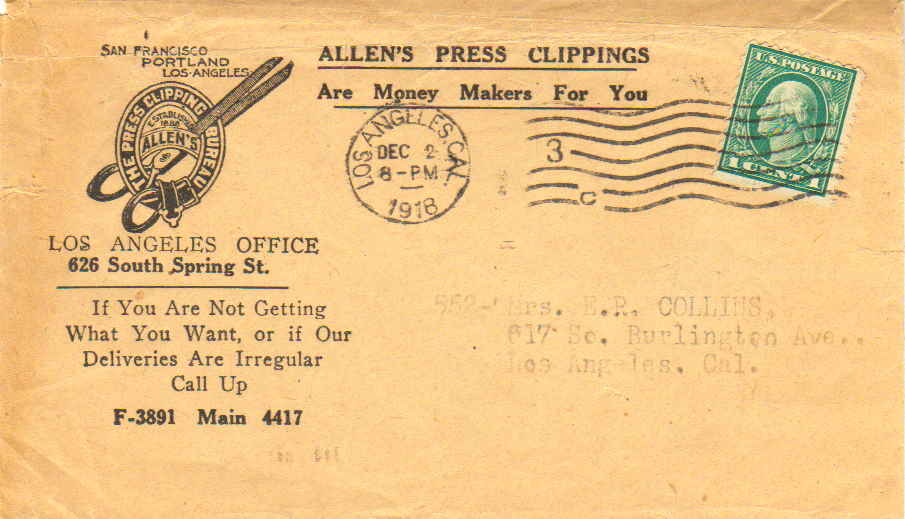 SAN FRANCISCO
PORTLAND
LOS-ANGELES
THE PRESS CLIPPING BUREAU
ESTABLISHED
1888
ALLEN'S
ALLEN'S PRESS CLIPPINGS
Are Money Makers For You
LOS ANGELES, CAL.
DEC 2
8-PM
1918
3
C
U.S. POSTAGE
1 CENT 1
LOS ANGELES OFFICE
626 South Spring St.
If You Are Not Getting
What You Want, or if Our
Deliveries Are Irregular
Call Up
F-3891 Main 4417
552- Mrs. E.R. COLLINS,
617 So. Burlington Ave..
Los Angeles. Cal.